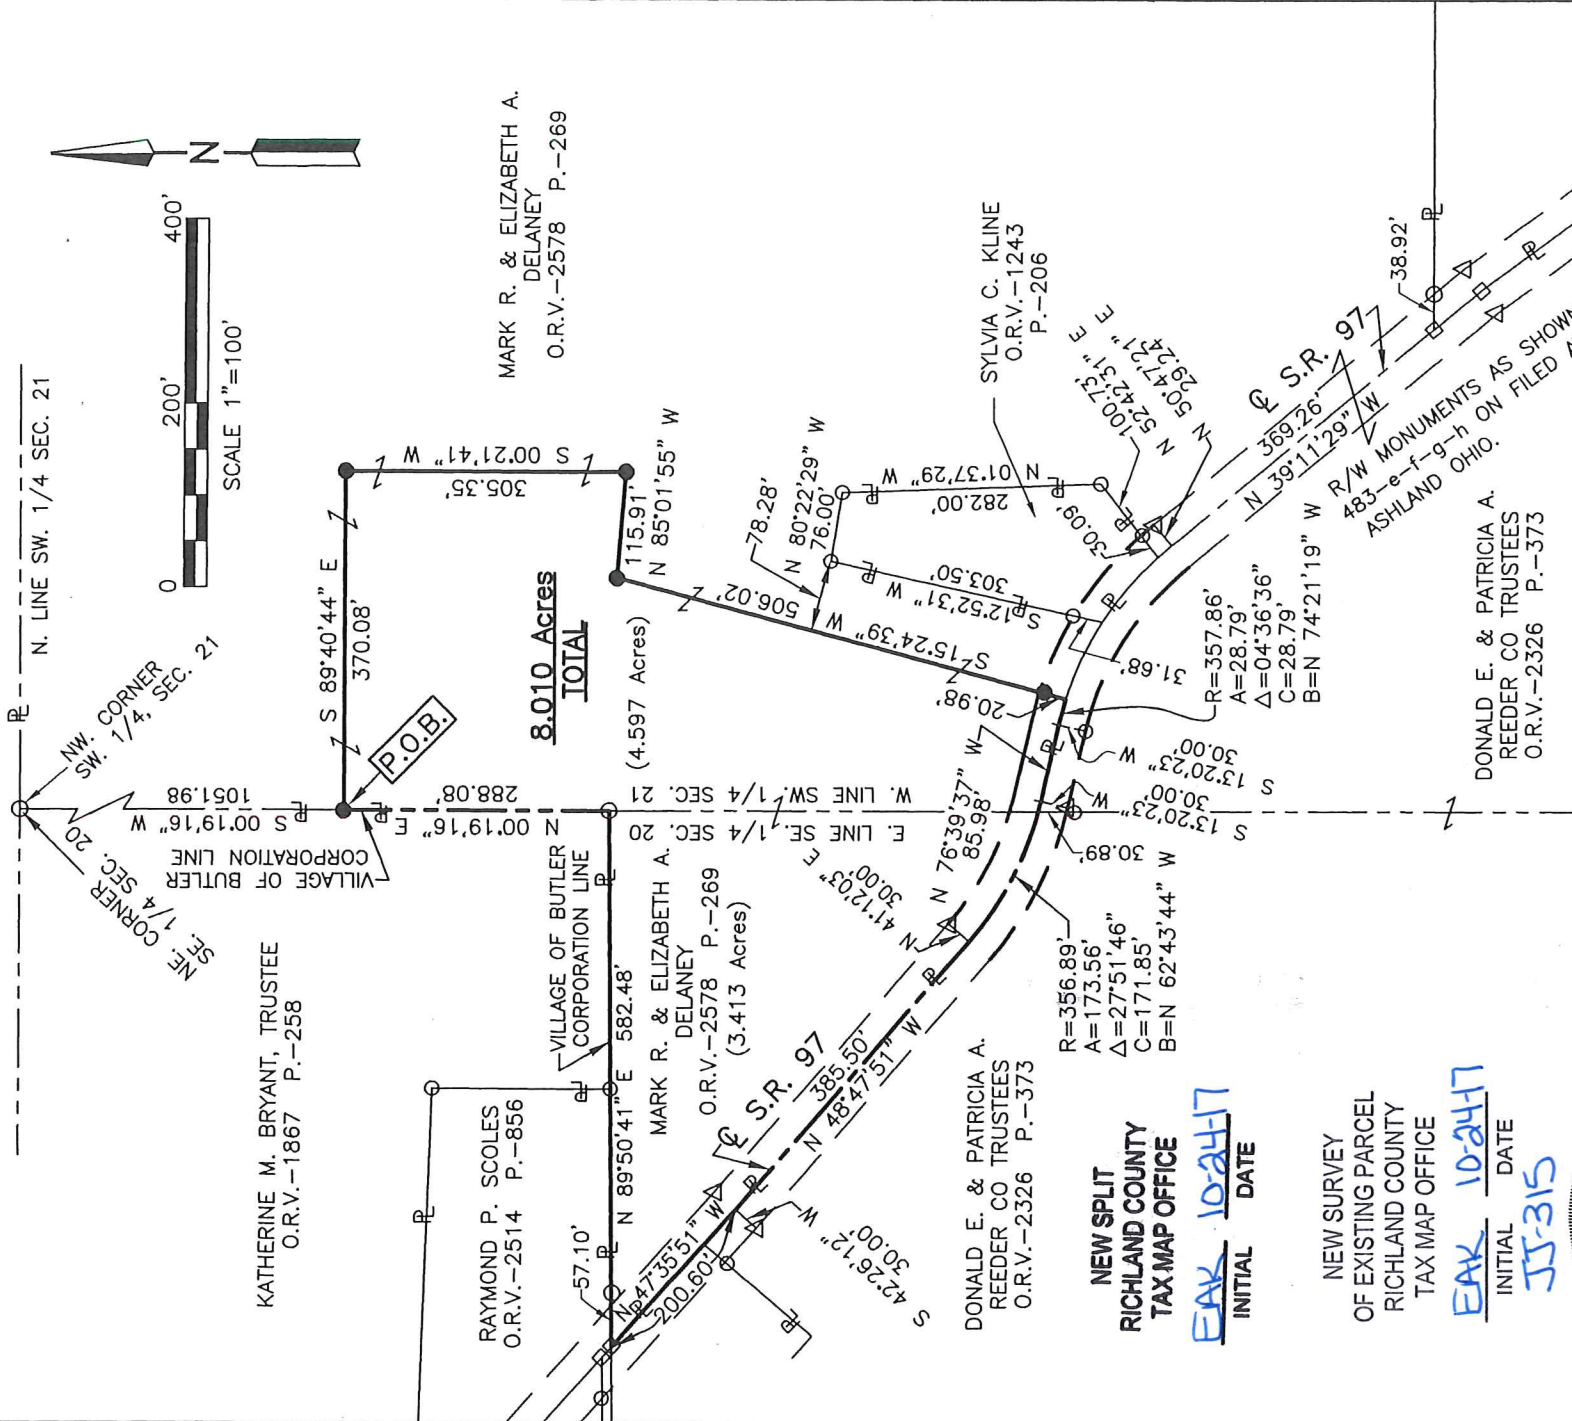 N
0
200'
400'
SCALE 1"=100'
N. LINE SW. 1/4 SEC. 21
NW. CORNER
SW. 1/4, SEC. 21
NE. CORNER
SE. 1/4 SEC. 20
S 00°19'16" W
1051.98
VILLAGE OF BUTLER
CORPORATION LINE
P.O.B.
S 89°40'44" E
370.08'
S 00°21'41" W
305.35'
115.91'
N 85°01'55" W
MARK R. & ELIZABETH A.
DELANEY
O.R.V.-2578 P.-269
8.010 Acres
TOTAL
(4.597 Acres)
N 00°19'16" E
288.08'
W. LINE SW. 1/4 SEC. 21
E. LINE SE. 1/4 SEC. 20
506.02'
S 15°24'39" W
20.98'
78.28'
N 80°22'29" W
76.00'
SYLVIA C. KLINE
O.R.V.-1243
P.-206
N 01°37'29" W
282.00'
303.50'
S 12°52'31" W
31.68'
30.09'
100.73'
N 52°42'31" E
N 50°47'21" E
29.24'
℄ S.R. 97
369.26'
N 39°11'29" W
38.92'
R/W MONUMENTS AS SHOWN
483-e-f-g-h ON FILED A
ASHLAND OHIO.
R=357.86'
A=28.79'
Δ=04°36'36"
C=28.79'
B=N 74°21'19" W
S 13°20'23" W
30.00'
S 13°20'23" W
30.00'
30.89'
N 76°39'37" W
85.98'
N 41°12'03" E
30.00'
R=356.89'
A=173.56'
Δ=27°51'46"
C=171.85'
B=N 62°43'44" W
DONALD E. & PATRICIA A.
REEDER CO TRUSTEES
O.R.V.-2326 P.-373
KATHERINE M. BRYANT, TRUSTEE
O.R.V.-1867 P.-258
VILLAGE OF BUTLER
CORPORATION LINE
RAYMOND P. SCOLES
O.R.V.-2514 P.-856
N 89°50'41" E 582.48'
57.10'
MARK R. & ELIZABETH A.
DELANEY
O.R.V.-2578 P.-269
(3.413 Acres)
℄ S.R. 97
385.50'
N 48°47'51" W
N 47°35'51" W
200.60'
S 42°26'12" W
30.00'
DONALD E. & PATRICIA A.
REEDER CO TRUSTEES
O.R.V.-2326 P.-373
NEW SPLIT
RICHLAND COUNTY
TAX MAP OFFICE
EAK 10-24-17
INITIAL DATE
NEW SURVEY
OF EXISTING PARCEL
RICHLAND COUNTY
TAX MAP OFFICE
EAK 10-24-17
INITIAL DATE
JJ-315